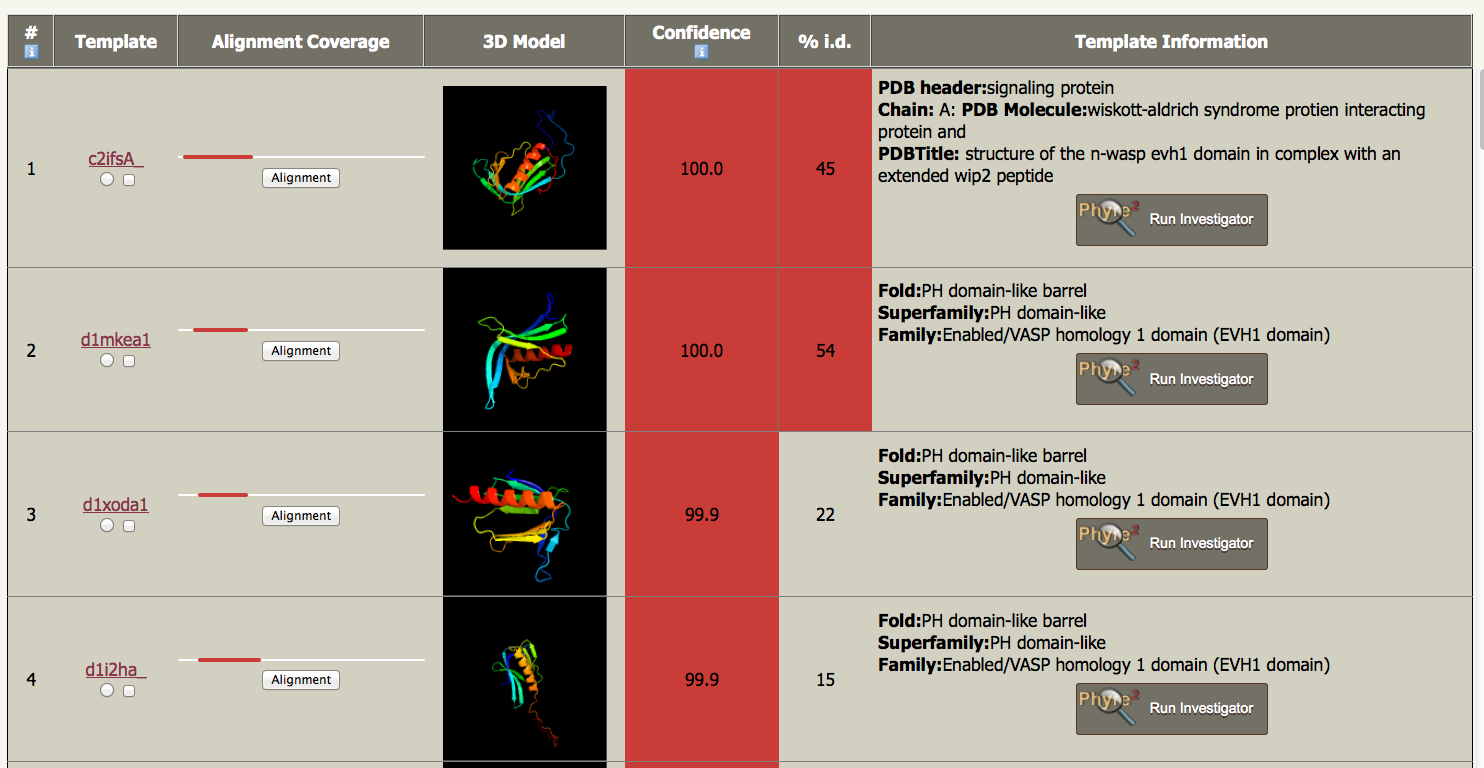 #
Template
Alignment Coverage
3D Model
Confidence
% i.d.
Template Information
i
i
1
c2ifsA_
Alignment
100.0
45
PDB header:signaling protein
Chain: A: PDB Molecule:wiskott-aldrich syndrome protien interacting
protein and
PDBTitle: structure of the n-wasp evh1 domain in complex with an
extended wip2 peptide
Phyre2
Run Investigator
2
d1mkea1
Alignment
100.0
54
Fold:PH domain-like barrel
Superfamily:PH domain-like
Family:Enabled/VASP homology 1 domain (EVH1 domain)
Phyre2
Run Investigator
3
d1xoda1
Alignment
99.9
22
Fold:PH domain-like barrel
Superfamily:PH domain-like
Family:Enabled/VASP homology 1 domain (EVH1 domain)
Phyre2
Run Investigator
4
d1i2ha_
Alignment
99.9
15
Fold:PH domain-like barrel
Superfamily:PH domain-like
Family:Enabled/VASP homology 1 domain (EVH1 domain)
Phyre2
Run Investigator